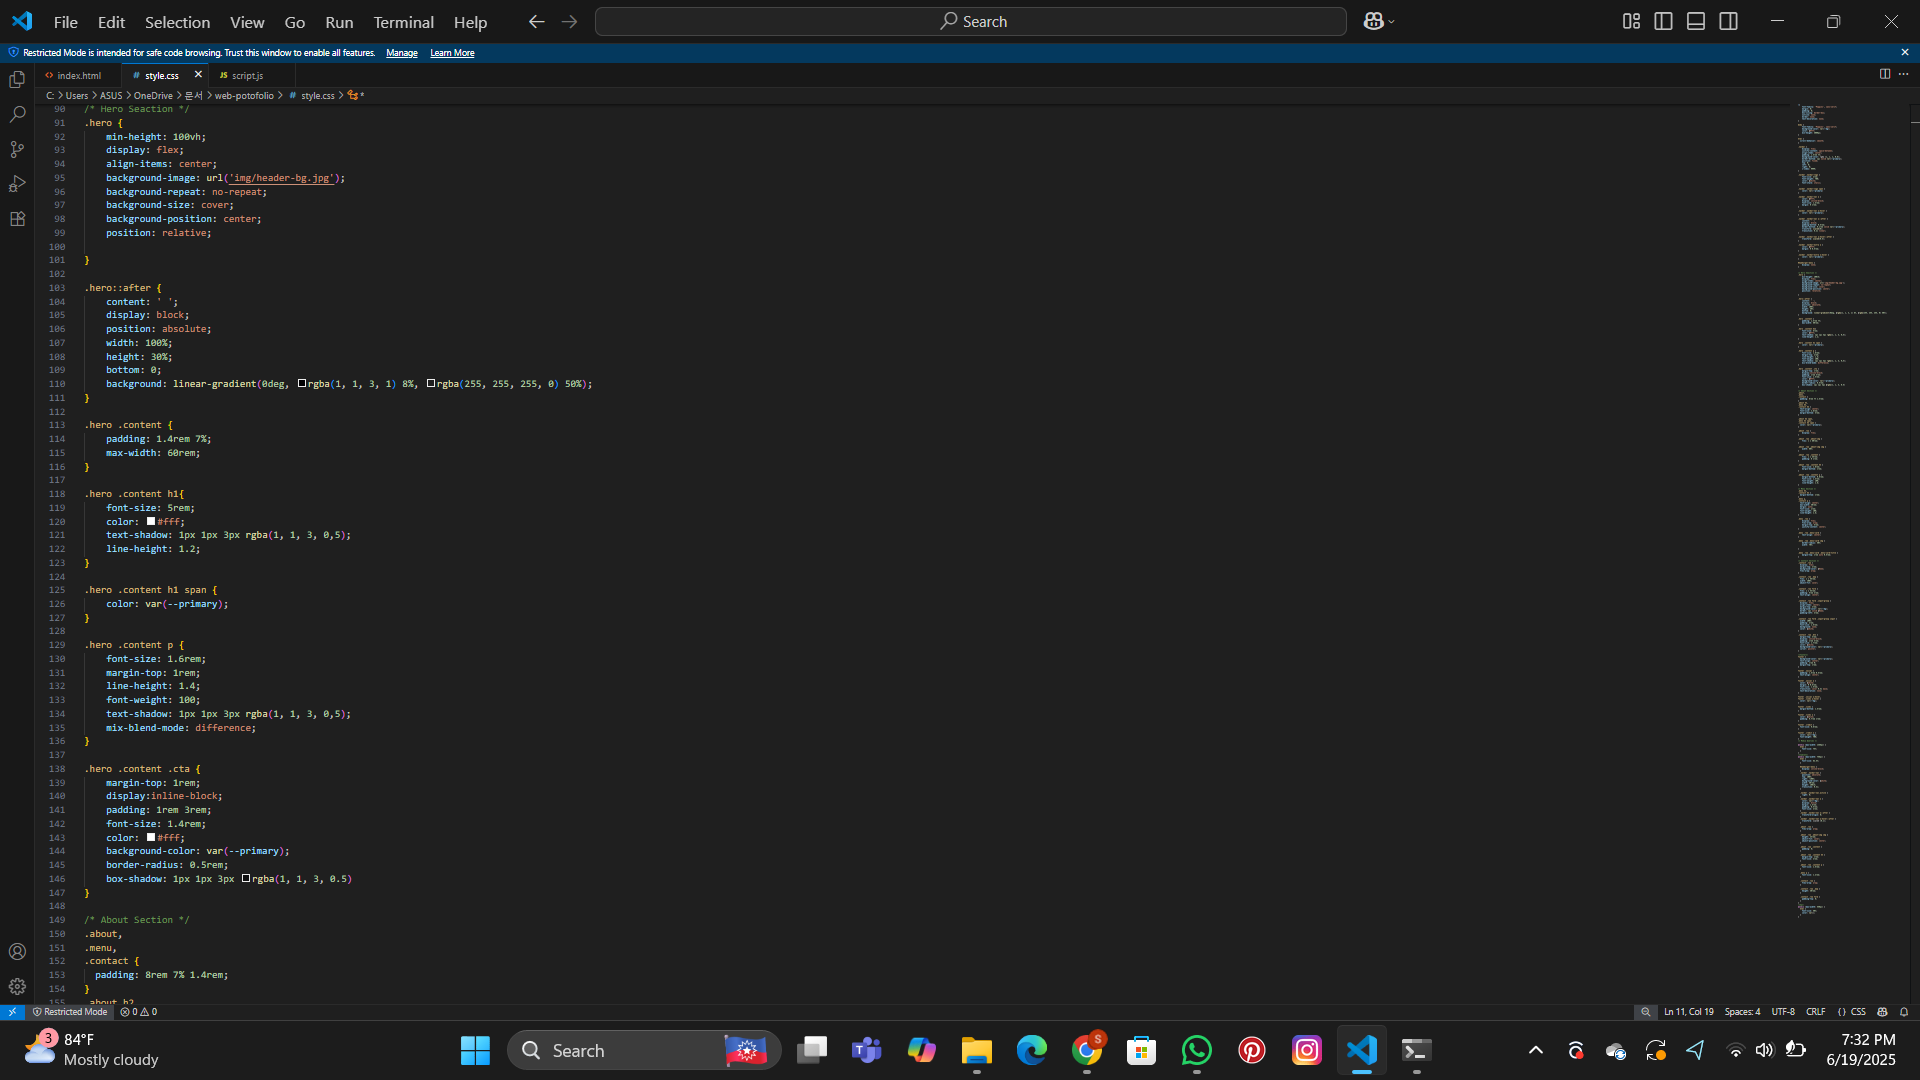 File Edit Selection View Go Run Terminal Help
Search
Restricted Mode is intended for safe code browsing. Trust this window to enable all features. Manage Learn More
index.html
style.css
JS script.js
C: > Users > ASUS > OneDrive > 문서 > web-potofolio > # style.css > *
90 /* Hero Seaction */
91 .hero {
92 min-height: 100vh;
93 display: flex;
94 align-items: center;
95 background-image: url('img/header-bg.jpg');
96 background-repeat: no-repeat;
97 background-size: cover;
98 background-position: center;
99 position: relative;
100
101 }
102
103 .hero::after {
104 content: ' ';
105 display: block;
106 position: absolute;
107 width: 100%;
108 height: 30%;
109 bottom: 0;
110 background: linear-gradient(0deg, rgba(1, 1, 3, 1) 8%, rgba(255, 255, 255, 0) 50%);
111 }
112
113 .hero .content {
114 padding: 1.4rem 7%;
115 max-width: 60rem;
116 }
117
118 .hero .content h1{
119 font-size: 5rem;
120 color: #fff;
121 text-shadow: 1px 1px 3px rgba(1, 1, 3, 0,5);
122 line-height: 1.2;
123 }
124
125 .hero .content h1 span {
126 color: var(--primary);
127 }
128
129 .hero .content p {
130 font-size: 1.6rem;
131 margin-top: 1rem;
132 line-height: 1.4;
133 font-weight: 100;
134 text-shadow: 1px 1px 3px rgba(1, 1, 3, 0,5);
135 mix-blend-mode: difference;
136 }
137
138 .hero .content .cta {
139 margin-top: 1rem;
140 display:inline-block;
141 padding: 1rem 3rem;
142 font-size: 1.4rem;
143 color: #fff;
144 background-color: var(--primary);
145 border-radius: 0.5rem;
146 box-shadow: 1px 1px 3px rgba(1, 1, 3, 0.5)
147 }
148
149 /* About Section */
150 .about,
151 .menu,
152 .contact {
153 padding: 8rem 7% 1.4rem;
154 }
155 .about h2
Restricted Mode 0 0
Ln 11, Col 19 Spaces: 4 UTF-8 CRLF {} CSS
3
84°F
Mostly cloudy
Search
S
7:32 PM
6/19/2025